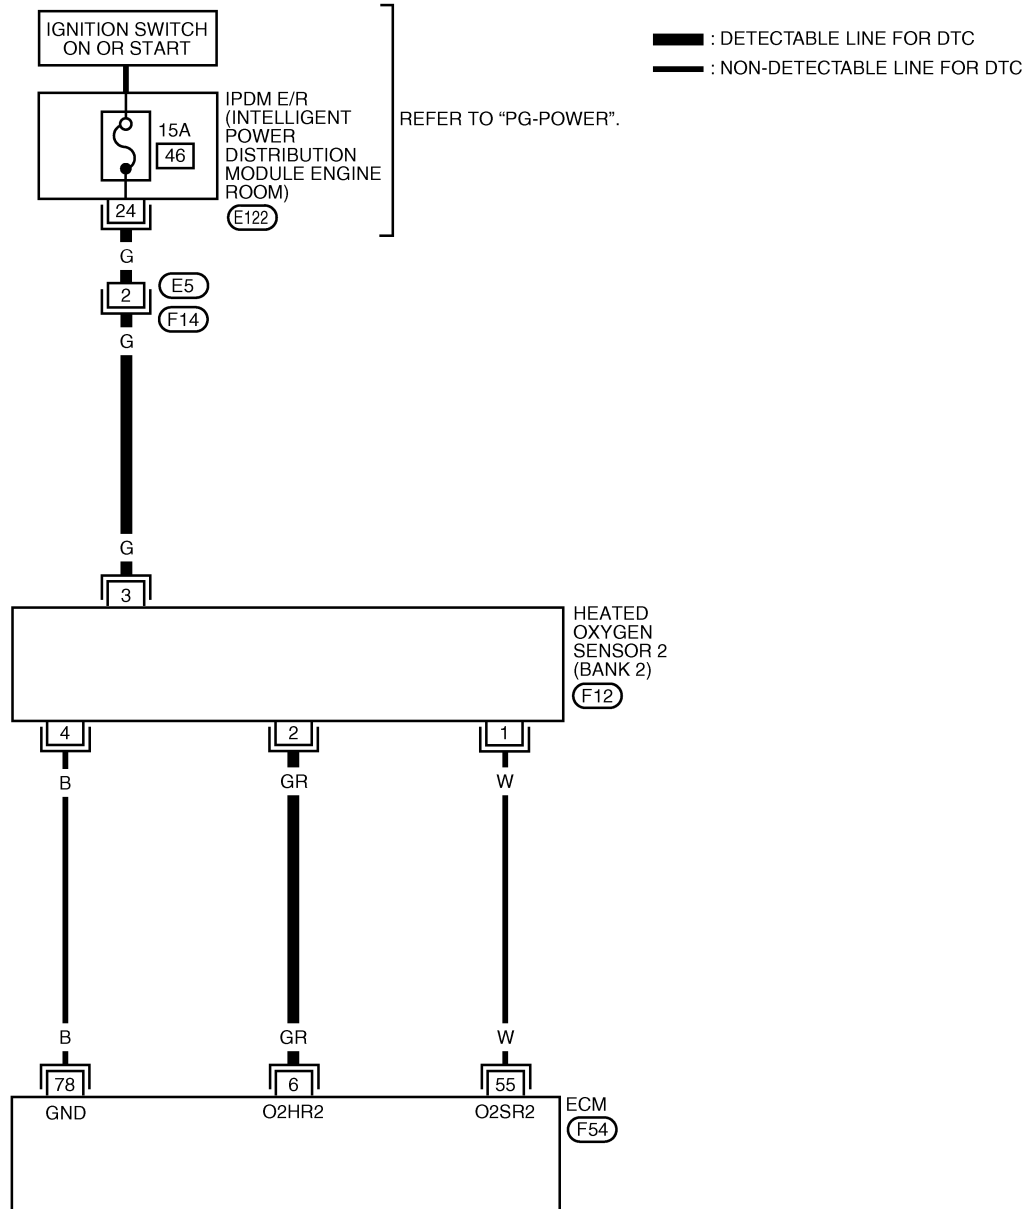 IGNITION SWITCH
ON OR START
: DETECTABLE LINE FOR DTC
: NON-DETECTABLE LINE FOR DTC
IPDM E/R
(INTELLIGENT
POWER
DISTRIBUTION
MODULE ENGINE
ROOM)
E122
15A
46
REFER TO “PG-POWER”.
24
G
2
E5
F14
G
G
3
HEATED
OXYGEN
SENSOR 2
(BANK 2)
F12
4
2
1
B
GR
W
B
GR
W
78
6
55
GND
O2HR2
O2SR2
ECM
F54